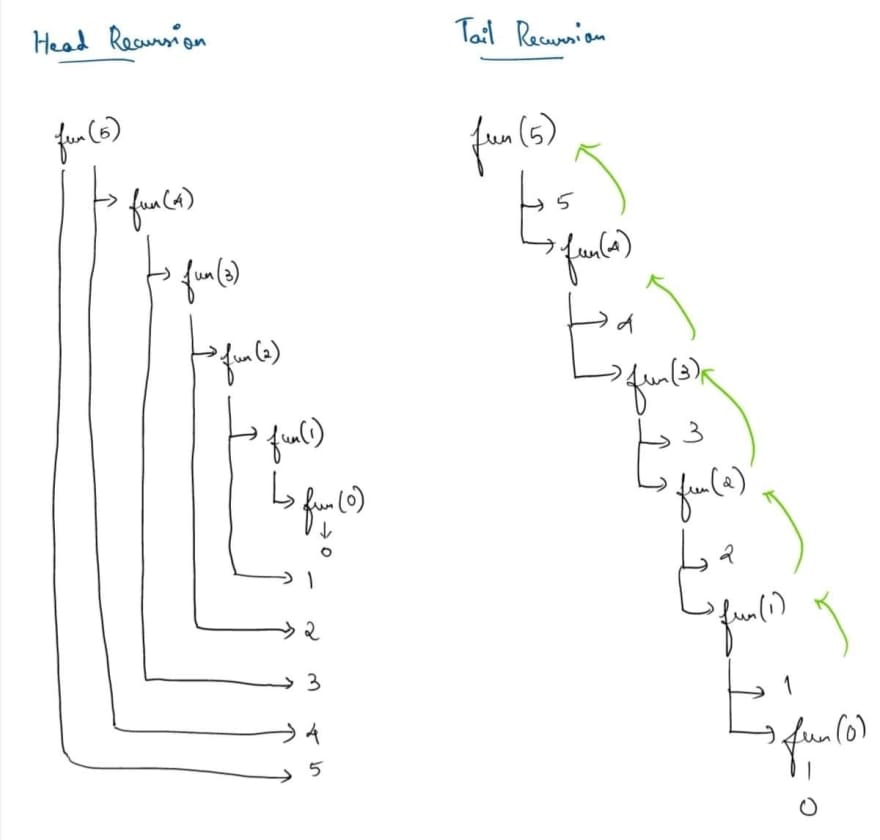 Head Recursion
fun(5)
fun(4)
fun(3)
fun(2)
fun(1)
fun(0)
0
1
2
3
4
5
Tail Recursion
fun(5)
5
fun(4)
4
fun(3)
3
fun(2)
2
fun(1)
1
fun(0)
0